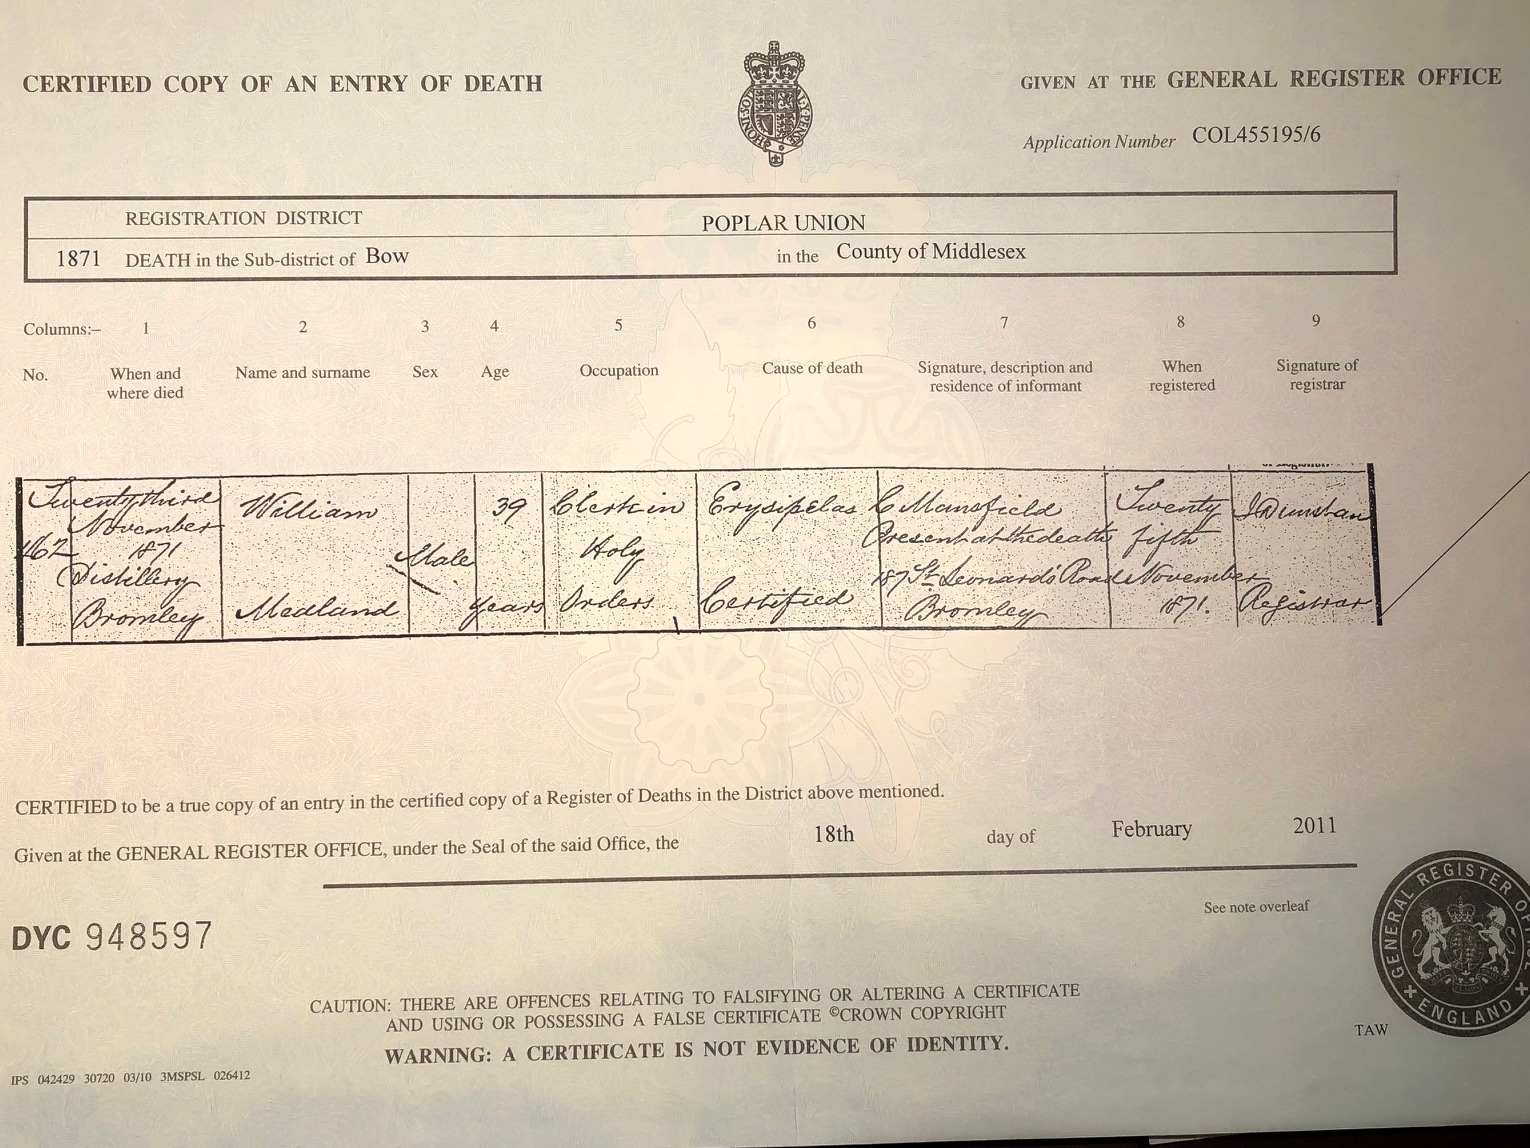 CERTIFIED COPY OF AN ENTRY OF DEATH
GIVEN AT THE GENERAL REGISTER OFFICE
Application Number COL455195/6
REGISTRATION DISTRICT POPLAR UNION
1871 DEATH in the Sub-district of Bow in the County of Middlesex
Columns:- 1 2 3 4 5 6 7 8 9
No. When and where died Name and surname Sex Age Occupation Cause of death Signature, description and residence of informant When registered Signature of registrar
462
Twenty third
November
1871
Distillery
Bromley
William
Medland
Male
39
Years
Clerk in
Holy
Orders
Erysipelas
Certified
C Mansfield
Present at the death
187 St Leonard's Road
Bromley
Twenty
fifth
November
1871.
J Dunstan
Registrar
CERTIFIED to be a true copy of an entry in the certified copy of a Register of Deaths in the District above mentioned.
Given at the GENERAL REGISTER OFFICE, under the Seal of the said Office, the 18th day of February 2011
See note overleaf
DYC 948597
GENERAL REGISTER OFFICE
ENGLAND
CAUTION: THERE ARE OFFENCES RELATING TO FALSIFYING OR ALTERING A CERTIFICATE
AND USING OR POSSESSING A FALSE CERTIFICATE ©CROWN COPYRIGHT
WARNING: A CERTIFICATE IS NOT EVIDENCE OF IDENTITY.
TAW
IPS 042429 30720 03/10 3MSPSL 026412